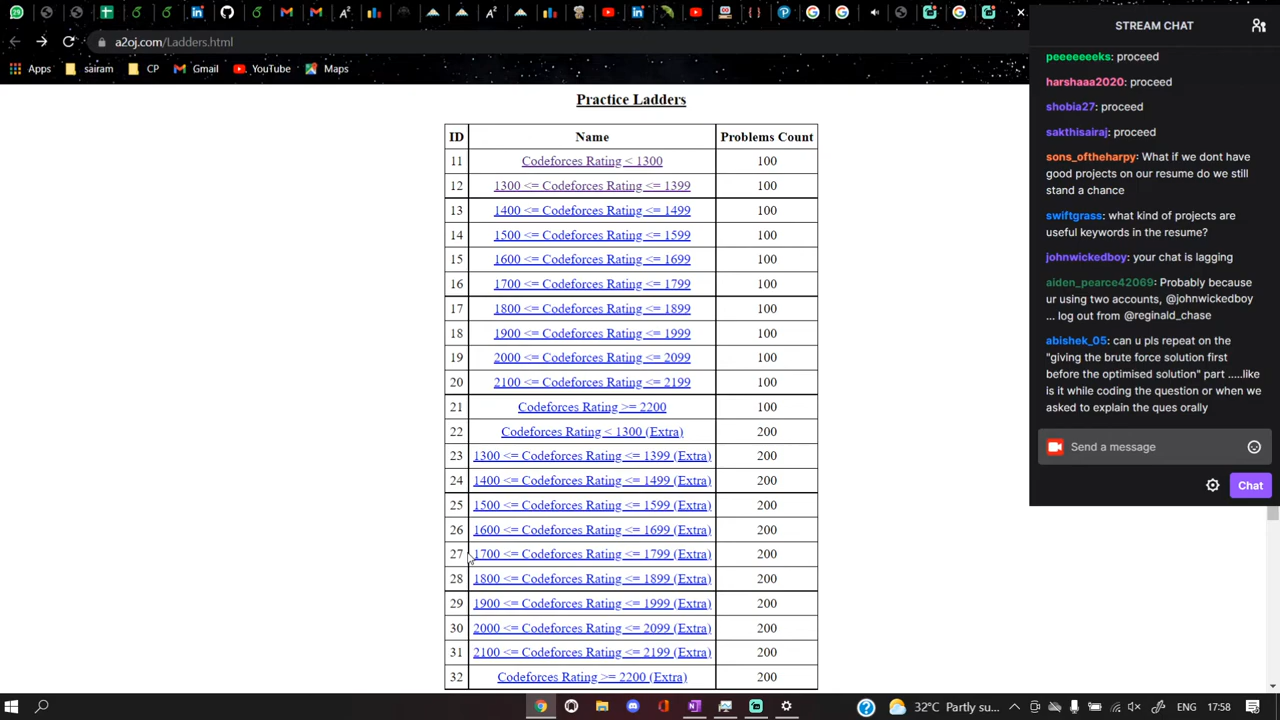 a2oj.com/Ladders.html
Apps sairam CP Gmail YouTube Maps
Practice Ladders
ID Name Problems Count
11 Codeforces Rating < 1300 100
12 1300 <= Codeforces Rating <= 1399 100
13 1400 <= Codeforces Rating <= 1499 100
14 1500 <= Codeforces Rating <= 1599 100
15 1600 <= Codeforces Rating <= 1699 100
16 1700 <= Codeforces Rating <= 1799 100
17 1800 <= Codeforces Rating <= 1899 100
18 1900 <= Codeforces Rating <= 1999 100
19 2000 <= Codeforces Rating <= 2099 100
20 2100 <= Codeforces Rating <= 2199 100
21 Codeforces Rating >= 2200 100
22 Codeforces Rating < 1300 (Extra) 200
23 1300 <= Codeforces Rating <= 1399 (Extra) 200
24 1400 <= Codeforces Rating <= 1499 (Extra) 200
25 1500 <= Codeforces Rating <= 1599 (Extra) 200
26 1600 <= Codeforces Rating <= 1699 (Extra) 200
27 1700 <= Codeforces Rating <= 1799 (Extra) 200
28 1800 <= Codeforces Rating <= 1899 (Extra) 200
29 1900 <= Codeforces Rating <= 1999 (Extra) 200
30 2000 <= Codeforces Rating <= 2099 (Extra) 200
31 2100 <= Codeforces Rating <= 2199 (Extra) 200
32 Codeforces Rating >= 2200 (Extra) 200
STREAM CHAT
peeeeeeeks: proceed
harshaaa2020: proceed
shobia27: proceed
sakthisairaj: proceed
sons_oftheharpy: What if we dont have
good projects on our resume do we still
stand a chance
swiftgrass: what kind of projects are
useful keywords in the resume?
johnwickedboy: your chat is lagging
aiden_pearce42069: Probably because
ur using two accounts, @johnwickedboy
... log out from @reginald_chase
abishek_05: can u pls repeat on the
"giving the brute force solution first
before the optimised solution" part .....like
is it while coding the question or when we
asked to explain the ques orally
Send a message
Chat
32°C Partly su... ENG 17:58